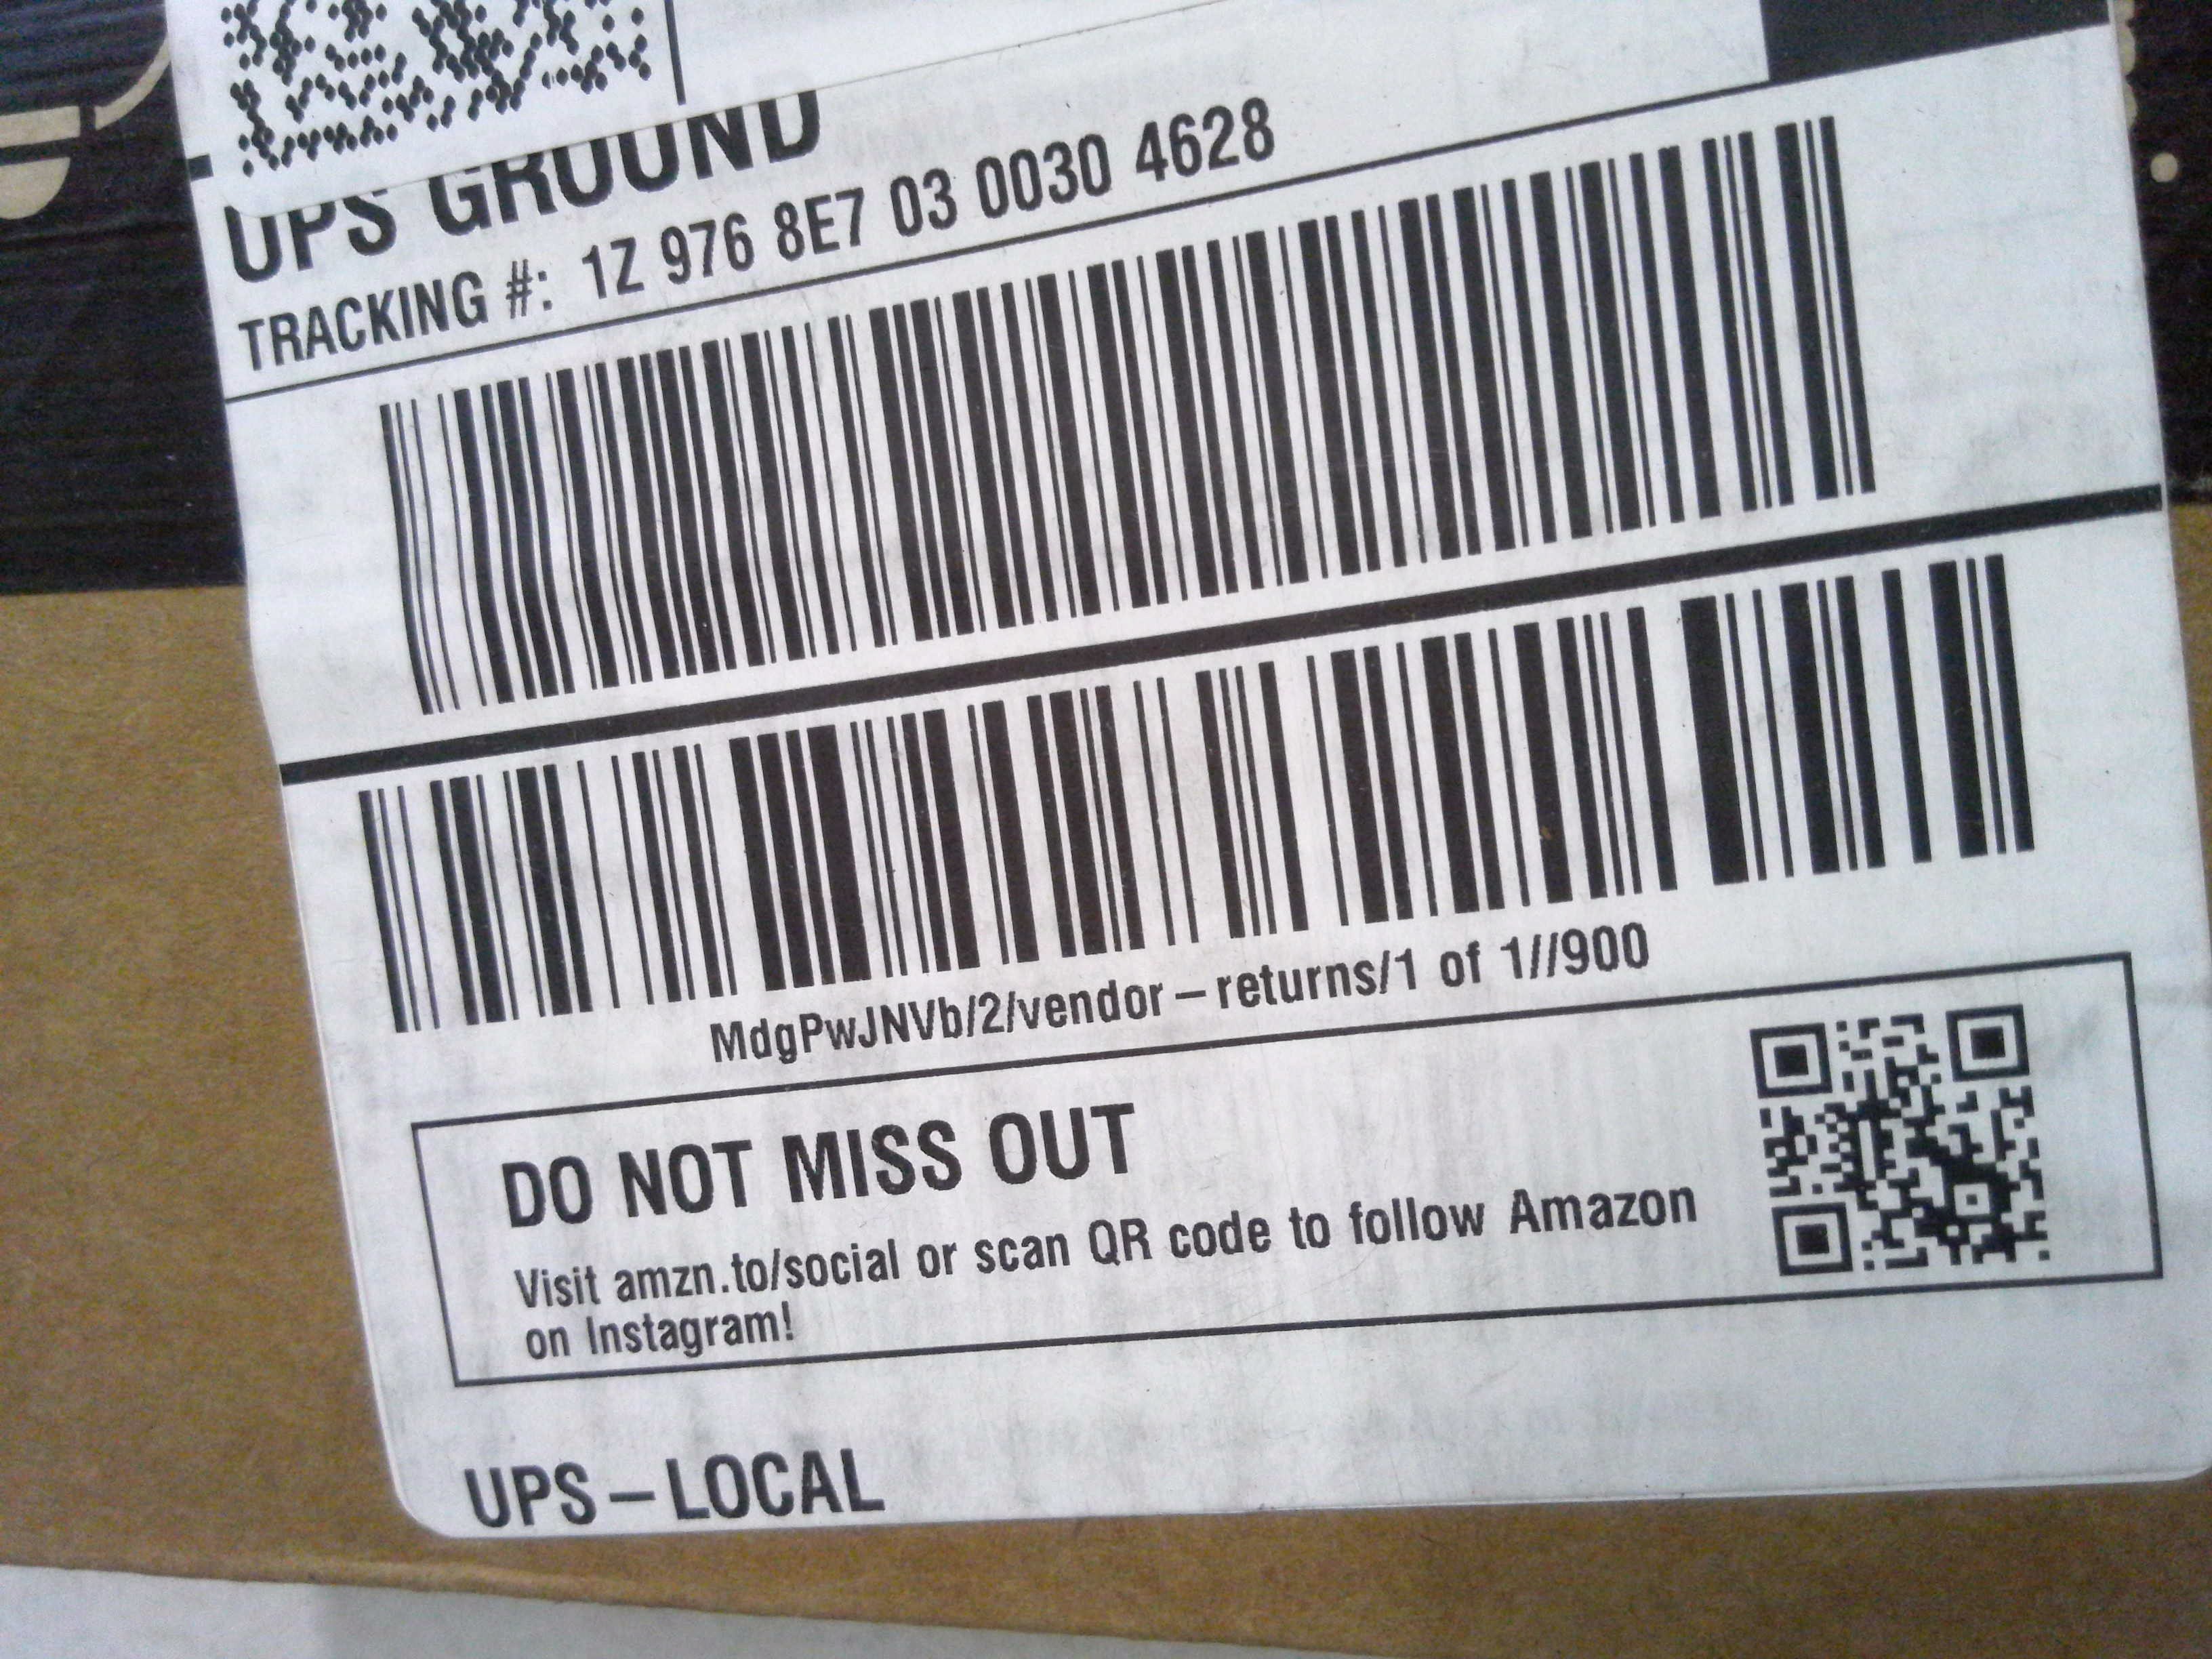 UPS GROUND
TRACKING #: 1Z 976 8E7 03 0030 4628
MdgPwJNVb/2/vendor-returns/1 of 1//900
DO NOT MISS OUT
Visit amzn.to/social or scan QR code to follow Amazon
on Instagram!
UPS-LOCAL